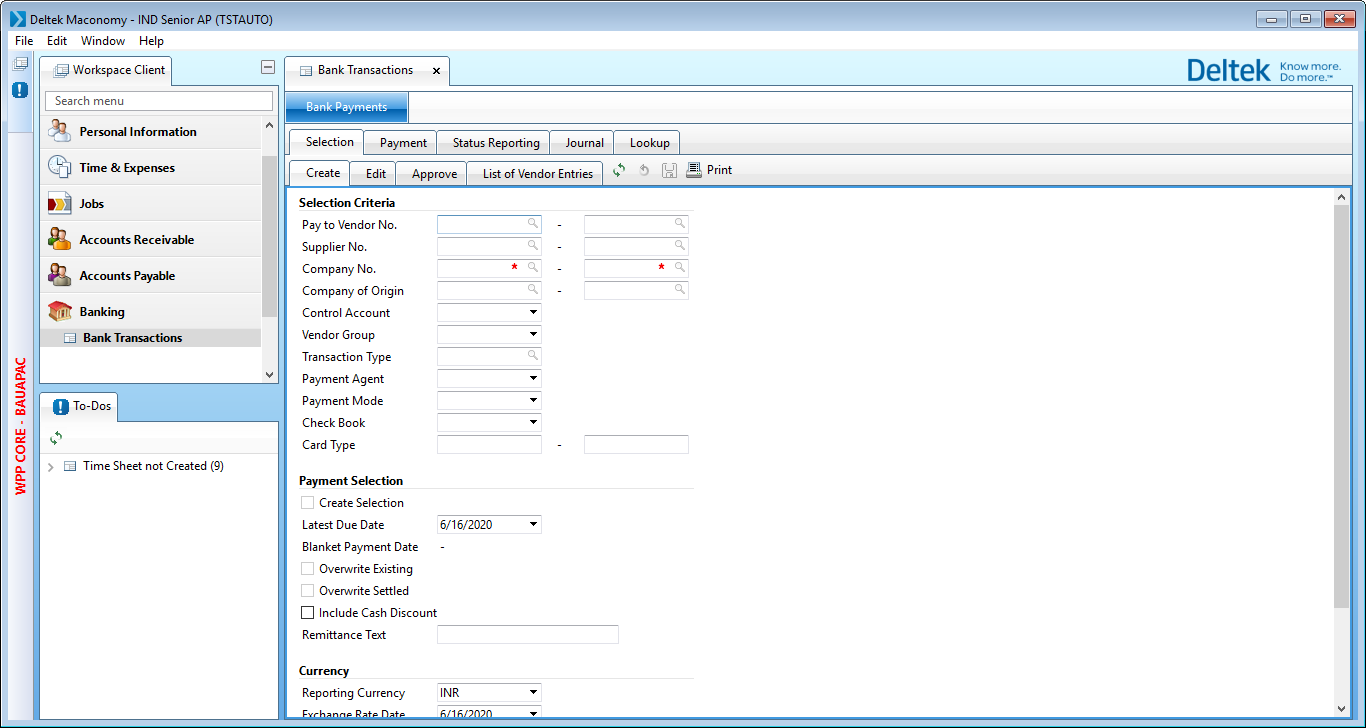 Deltek Maconomy - IND Senior AP (TSTAUTO)
File Edit Window Help
Workspace Client
Search menu
Personal Information
Time & Expenses
Jobs
Accounts Receivable
Accounts Payable
Banking
Bank Transactions
To-Dos
Time Sheet not Created (9)
WPP CORE - BAUAPAC
Bank Transactions x
Deltek Know more.
Do more.™
Bank Payments
Selection Payment Status Reporting Journal Lookup
Create Edit Approve List of Vendor Entries Print
Selection Criteria
Pay to Vendor No. -
Supplier No. -
Company No. * - *
Company of Origin -
Control Account
Vendor Group
Transaction Type
Payment Agent
Payment Mode
Check Book
Card Type -
Payment Selection
Create Selection
Latest Due Date 6/16/2020
Blanket Payment Date -
Overwrite Existing
Overwrite Settled
Include Cash Discount
Remittance Text
Currency
Reporting Currency INR
Exchange Rate Date 6/16/2020